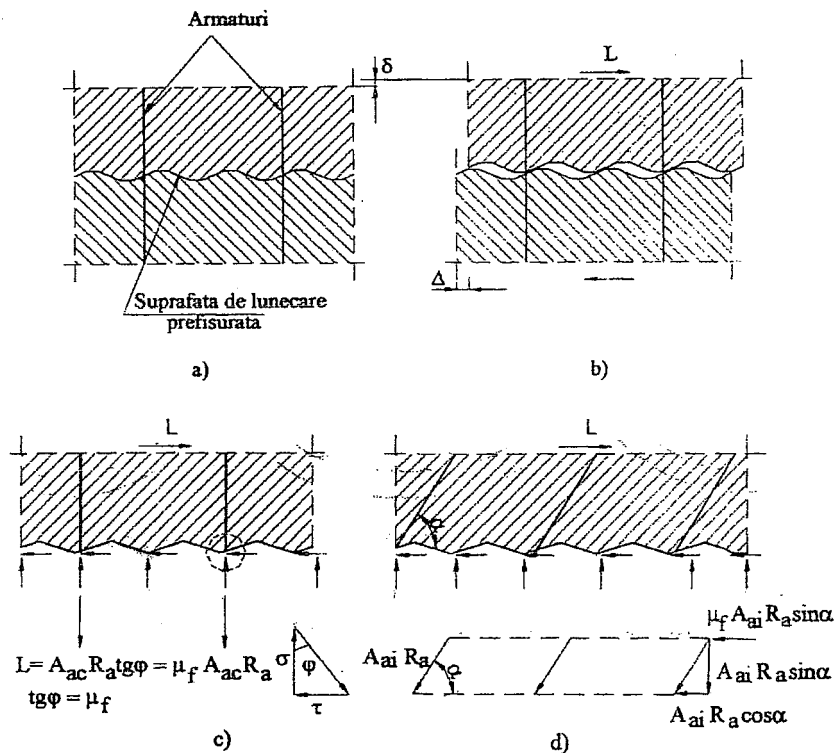 Armaturi
δ
L
Suprafata de lunecare
prefisurata
Δ
a)
b)
L
L
α
L= A_ac R_a tgφ = μ_f A_ac R_a
tgφ = μ_f
σ
φ
τ
A_ai R_a
α
μ_f A_ai R_a sinα
A_ai R_a sinα
A_ai R_a cosα
c)
d)